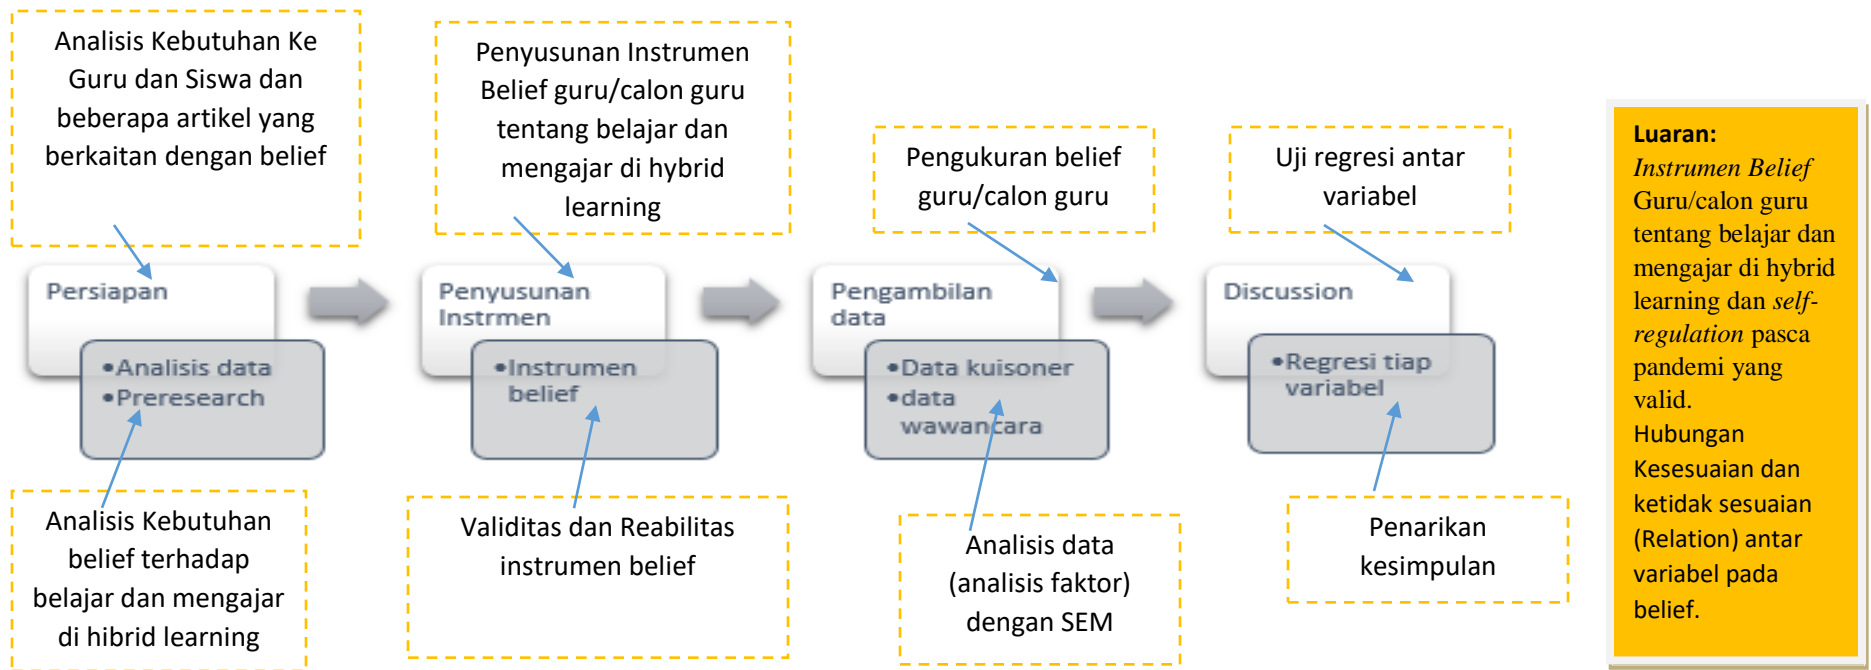 Analisis Kebutuhan Ke
Guru dan Siswa dan
beberapa artikel yang
berkaitan dengan belief
Penyusunan Instrumen
Belief guru/calon guru
tentang belajar dan
mengajar di hybrid
learning
Pengukuran belief
guru/calon guru
Uji regresi antar
variabel
Persiapan
•Analisis data
•Preresearch
Penyusunan
Instrmen
•Instrumen
belief
Pengambilan
data
•Data kuisoner
•data
wawancara
Discussion
•Regresi tiap
variabel
Analisis Kebutuhan
belief terhadap
belajar dan mengajar
di hibrid learning
Validitas dan Reabilitas
instrumen belief
Analisis data
(analisis faktor)
dengan SEM
Penarikan
kesimpulan
Luaran:
Instrumen Belief
Guru/calon guru
tentang belajar dan
mengajar di hybrid
learning dan self-
regulation pasca
pandemi yang
valid.
Hubungan
Kesesuaian dan
ketidak sesuaian
(Relation) antar
variabel pada
belief.